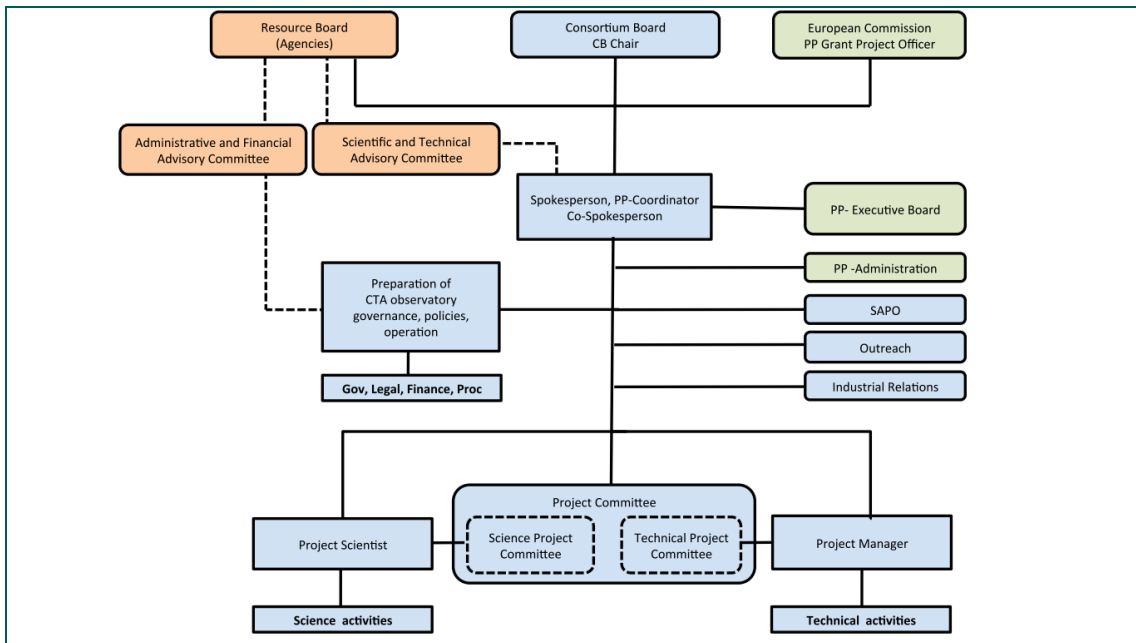 Resource Board
(Agencies)
Consortium Board
CB Chair
European Commission
PP Grant Project Officer
Administrative and Financial
Advisory Committee
Scientific and Technical
Advisory Committee
Spokesperson, PP-Coordinator
Co-Spokesperson
PP- Executive Board
PP -Administration
Preparation of
CTA observatory
governance, policies,
operation
SAPO
Outreach
Gov, Legal, Finance, Proc
Industrial Relations
Project Committee
Project Scientist
Science Project
Committee
Technical Project
Committee
Project Manager
Science activities
Technical activities